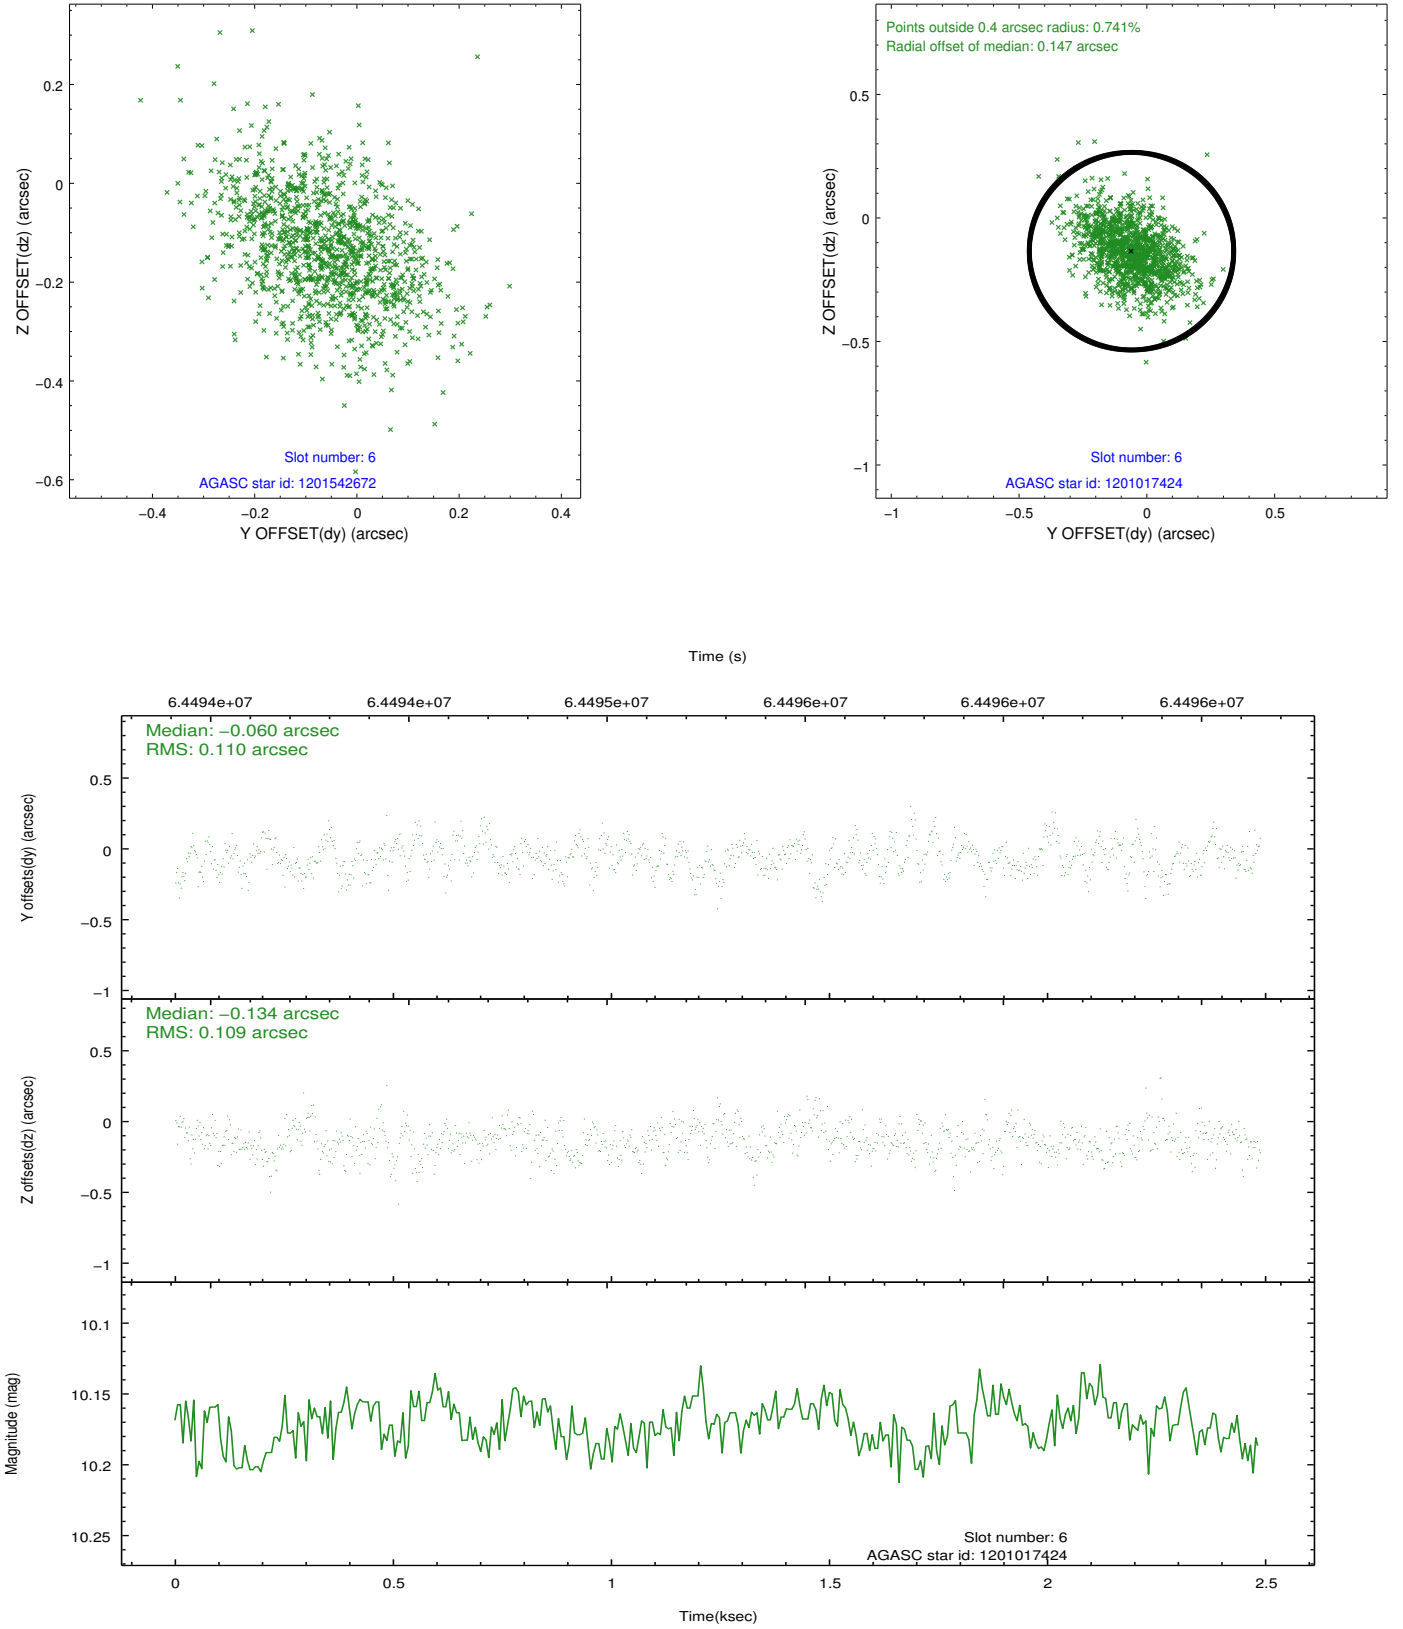 0.2
0
−0.2
−0.4
−0.6
Z OFFSET(dz) (arcsec)
Slot number: 6
AGASC star id: 1201542672
−0.4 −0.2 0 0.2 0.4
Y OFFSET(dy) (arcsec)
Points outside 0.4 arcsec radius: 0.741%
Radial offset of median: 0.147 arcsec
0.5
0
−0.5
−1
Z OFFSET(dz) (arcsec)
Slot number: 6
AGASC star id: 1201017424
−1 −0.5 0 0.5
Y OFFSET(dy) (arcsec)
Time (s)
6.4494e+07 6.4494e+07 6.4495e+07 6.4496e+07 6.4496e+07 6.4496e+07
Median: −0.060 arcsec
RMS: 0.110 arcsec
0.5
0
−0.5
−1
Y offsets(dy) (arcsec)
Median: −0.134 arcsec
RMS: 0.109 arcsec
0.5
0
−0.5
−1
Z offsets(dz) (arcsec)
10.1
10.15
10.2
10.25
Magnitude (mag)
Slot number: 6
AGASC star id: 1201017424
0 0.5 1 1.5 2 2.5
Time(ksec)